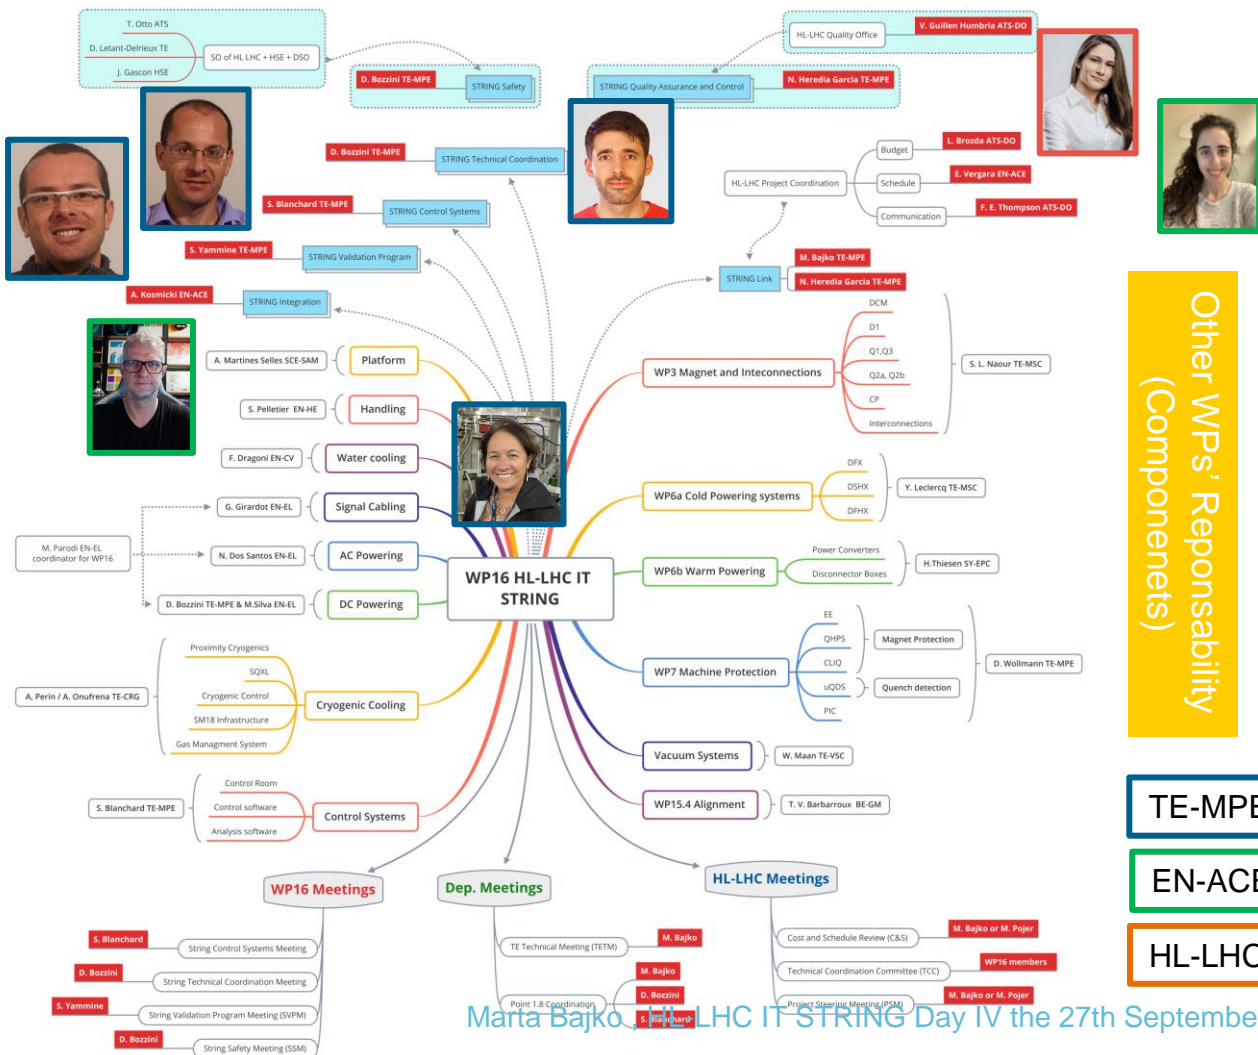 T. Otto ATS
D. Letant-Delrieux TE
J. Gascon HSE
SO of HL LHC + HSE + DSO
D. Bozzini TE-MPE
STRING Safety
HL-LHC Quality Office
V. Guillen Humbria ATS-DO
STRING Quality Assurance and Control
N. Heredia Garcia TE-MPE
D. Bozzini TE-MPE
STRING Technical Coordination
S. Blanchard TE-MPE
STRING Control Systems
S. Yammine TE-MPE
STRING Validation Program
A. Kosmicki EN-ACE
STRING Integration
HL-LHC Project Coordination
Budget
L. Brozda ATS-DO
Schedule
E. Vergara EN-ACE
Communication
F. E. Thompson ATS-DO
STRING Link
M. Bajko TE-MPE
N. Heredia Garcia TE-MPE
A. Martines Selles SCE-SAM
Platform
S. Pelletier EN-HE
Handling
F. Dragoni EN-CV
Water cooling
G. Girardot EN-EL
Signal Cabling
M. Parodi EN-EL
coordinator for WP16
N. Dos Santos EN-EL
AC Powering
D. Bozzini TE-MPE & M.Silva EN-EL
DC Powering
WP16 HL-LHC IT
STRING
Proximity Cryogenics
SQXL
Cryogenic Control
SM18 Infrastructure
Gas Managment System
A, Perin / A. Onufrena TE-CRG
Cryogenic Cooling
Control Room
Control software
Analysis software
S. Blanchard TE-MPE
Control Systems
WP3 Magnet and Inteconnections
DCM
D1
Q1,Q3
Q2a, Q2b
CP
Interconnections
S. L. Naour TE-MSC
WP6a Cold Powering systems
DFX
DSHX
DFHX
Y. Leclercq TE-MSC
WP6b Warm Powering
Power Converters
Disconnector Boxes
H.Thiesen SY-EPC
WP7 Machine Protection
EE
QHPS
CLIQ
uQDS
PIC
Magnet Protection
Quench detection
D. Wollmann TE-MPE
Vacuum Systems
W. Maan TE-VSC
WP15.4 Alignment
T. V. Barbarroux BE-GM
Other WPs' Reponsability
(Componenets)
TE-MPE
EN-ACE
HL-LHC
WP16 Meetings
S. Blanchard
String Control Systems Meeting
D. Bozzini
String Technical Coordination Meeting
S. Yammine
String Validation Program Meeting (SVPM)
D. Bozzini
String Safety Meeting (SSM)
Dep. Meetings
TE Technical Meeting (TETM)
M. Bajko
Point 1.8 Coordination
M. Bajko
D. Bozzini
S. Blanchard
HL-LHC Meetings
Cost and Schedule Review (C&S)
M. Bajko or M. Pojer
Technical Coordination Committee (TCC)
WP16 members
Project Steering Meeting (PSM)
M. Bajko or M. Pojer
Marta Bajko , HL-LHC IT STRING Day IV the 27th Septembe